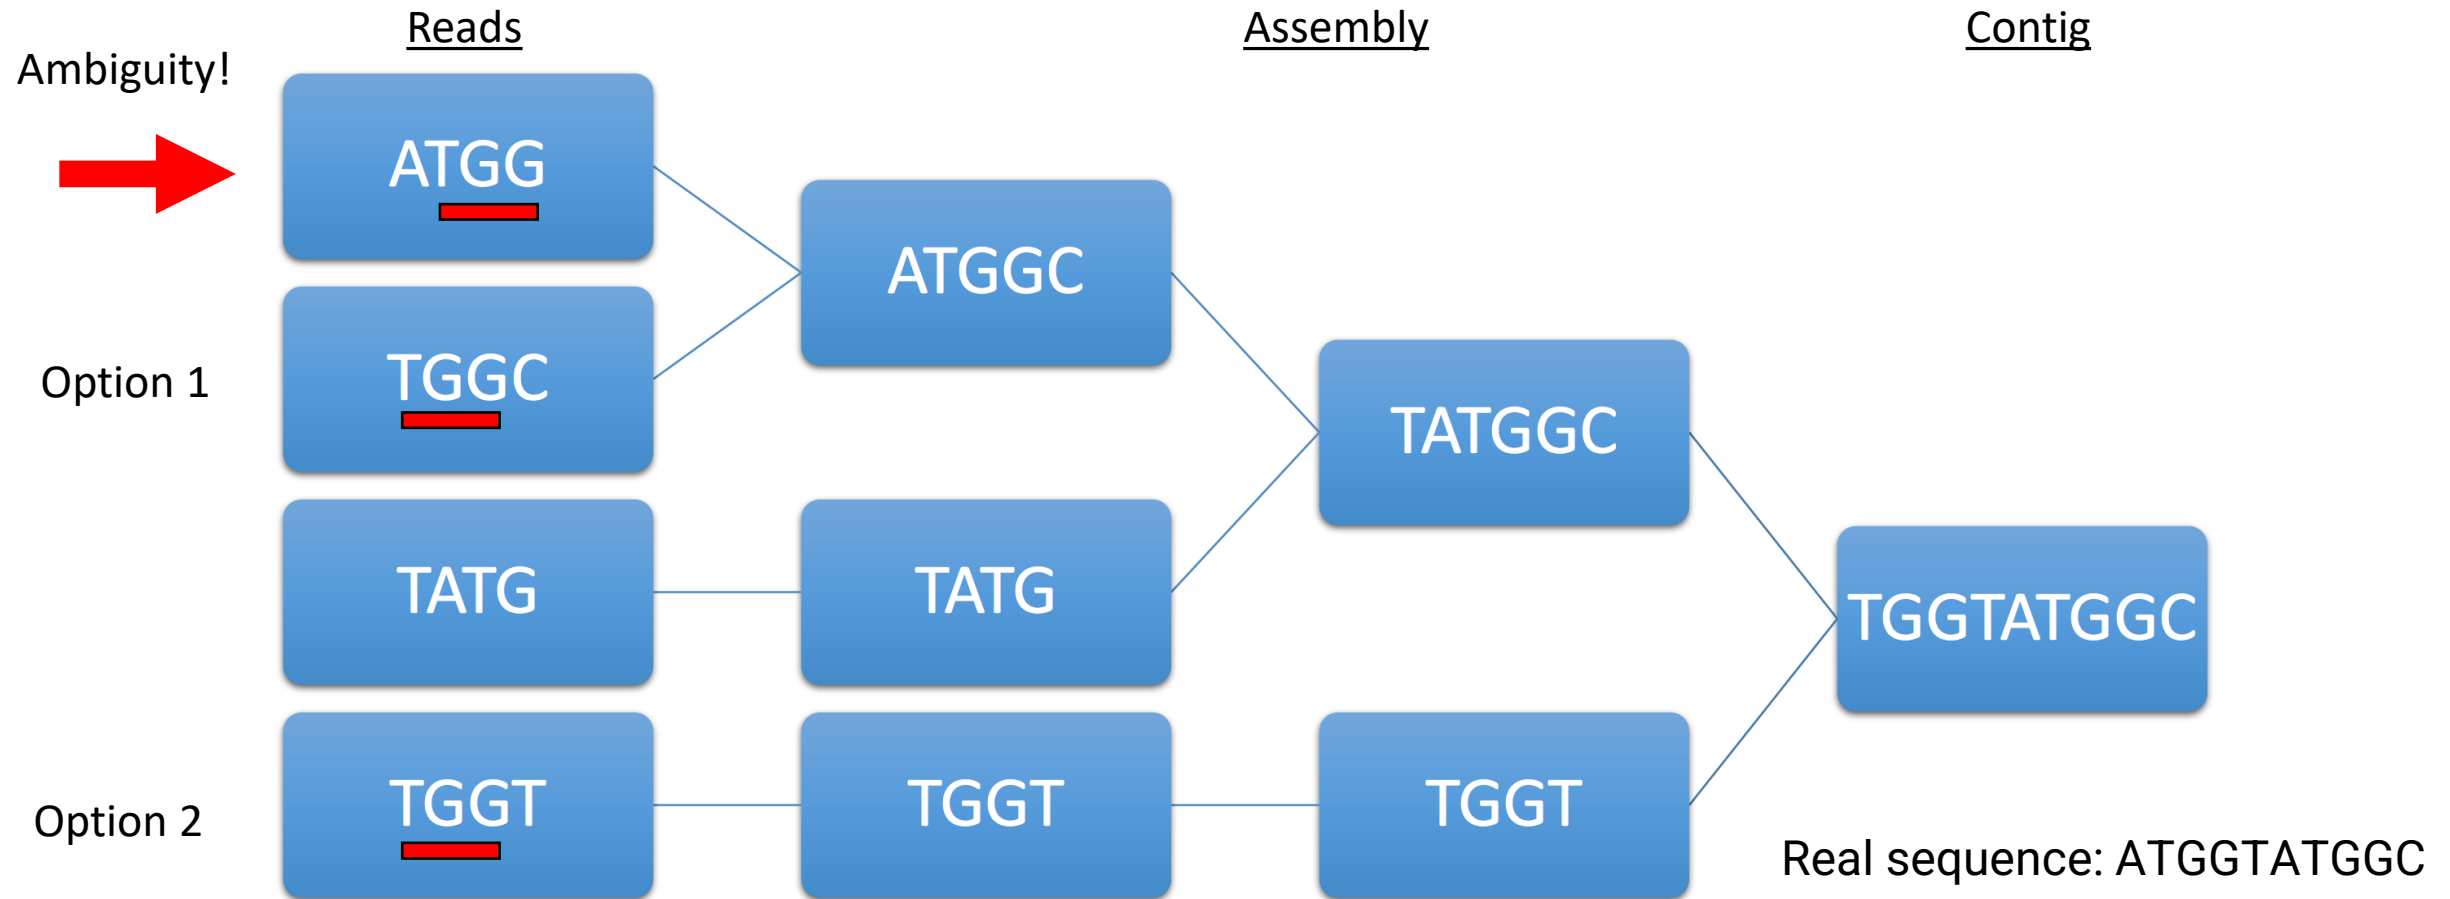 Reads
Assembly
Contig
Ambiguity!
ATGG
ATGGC
Option 1
TGGC
TATGGC
TATG
TATG
TGGTATGGC
Option 2
TGGT
TGGT
TGGT
Real sequence: ATGGTATGGC